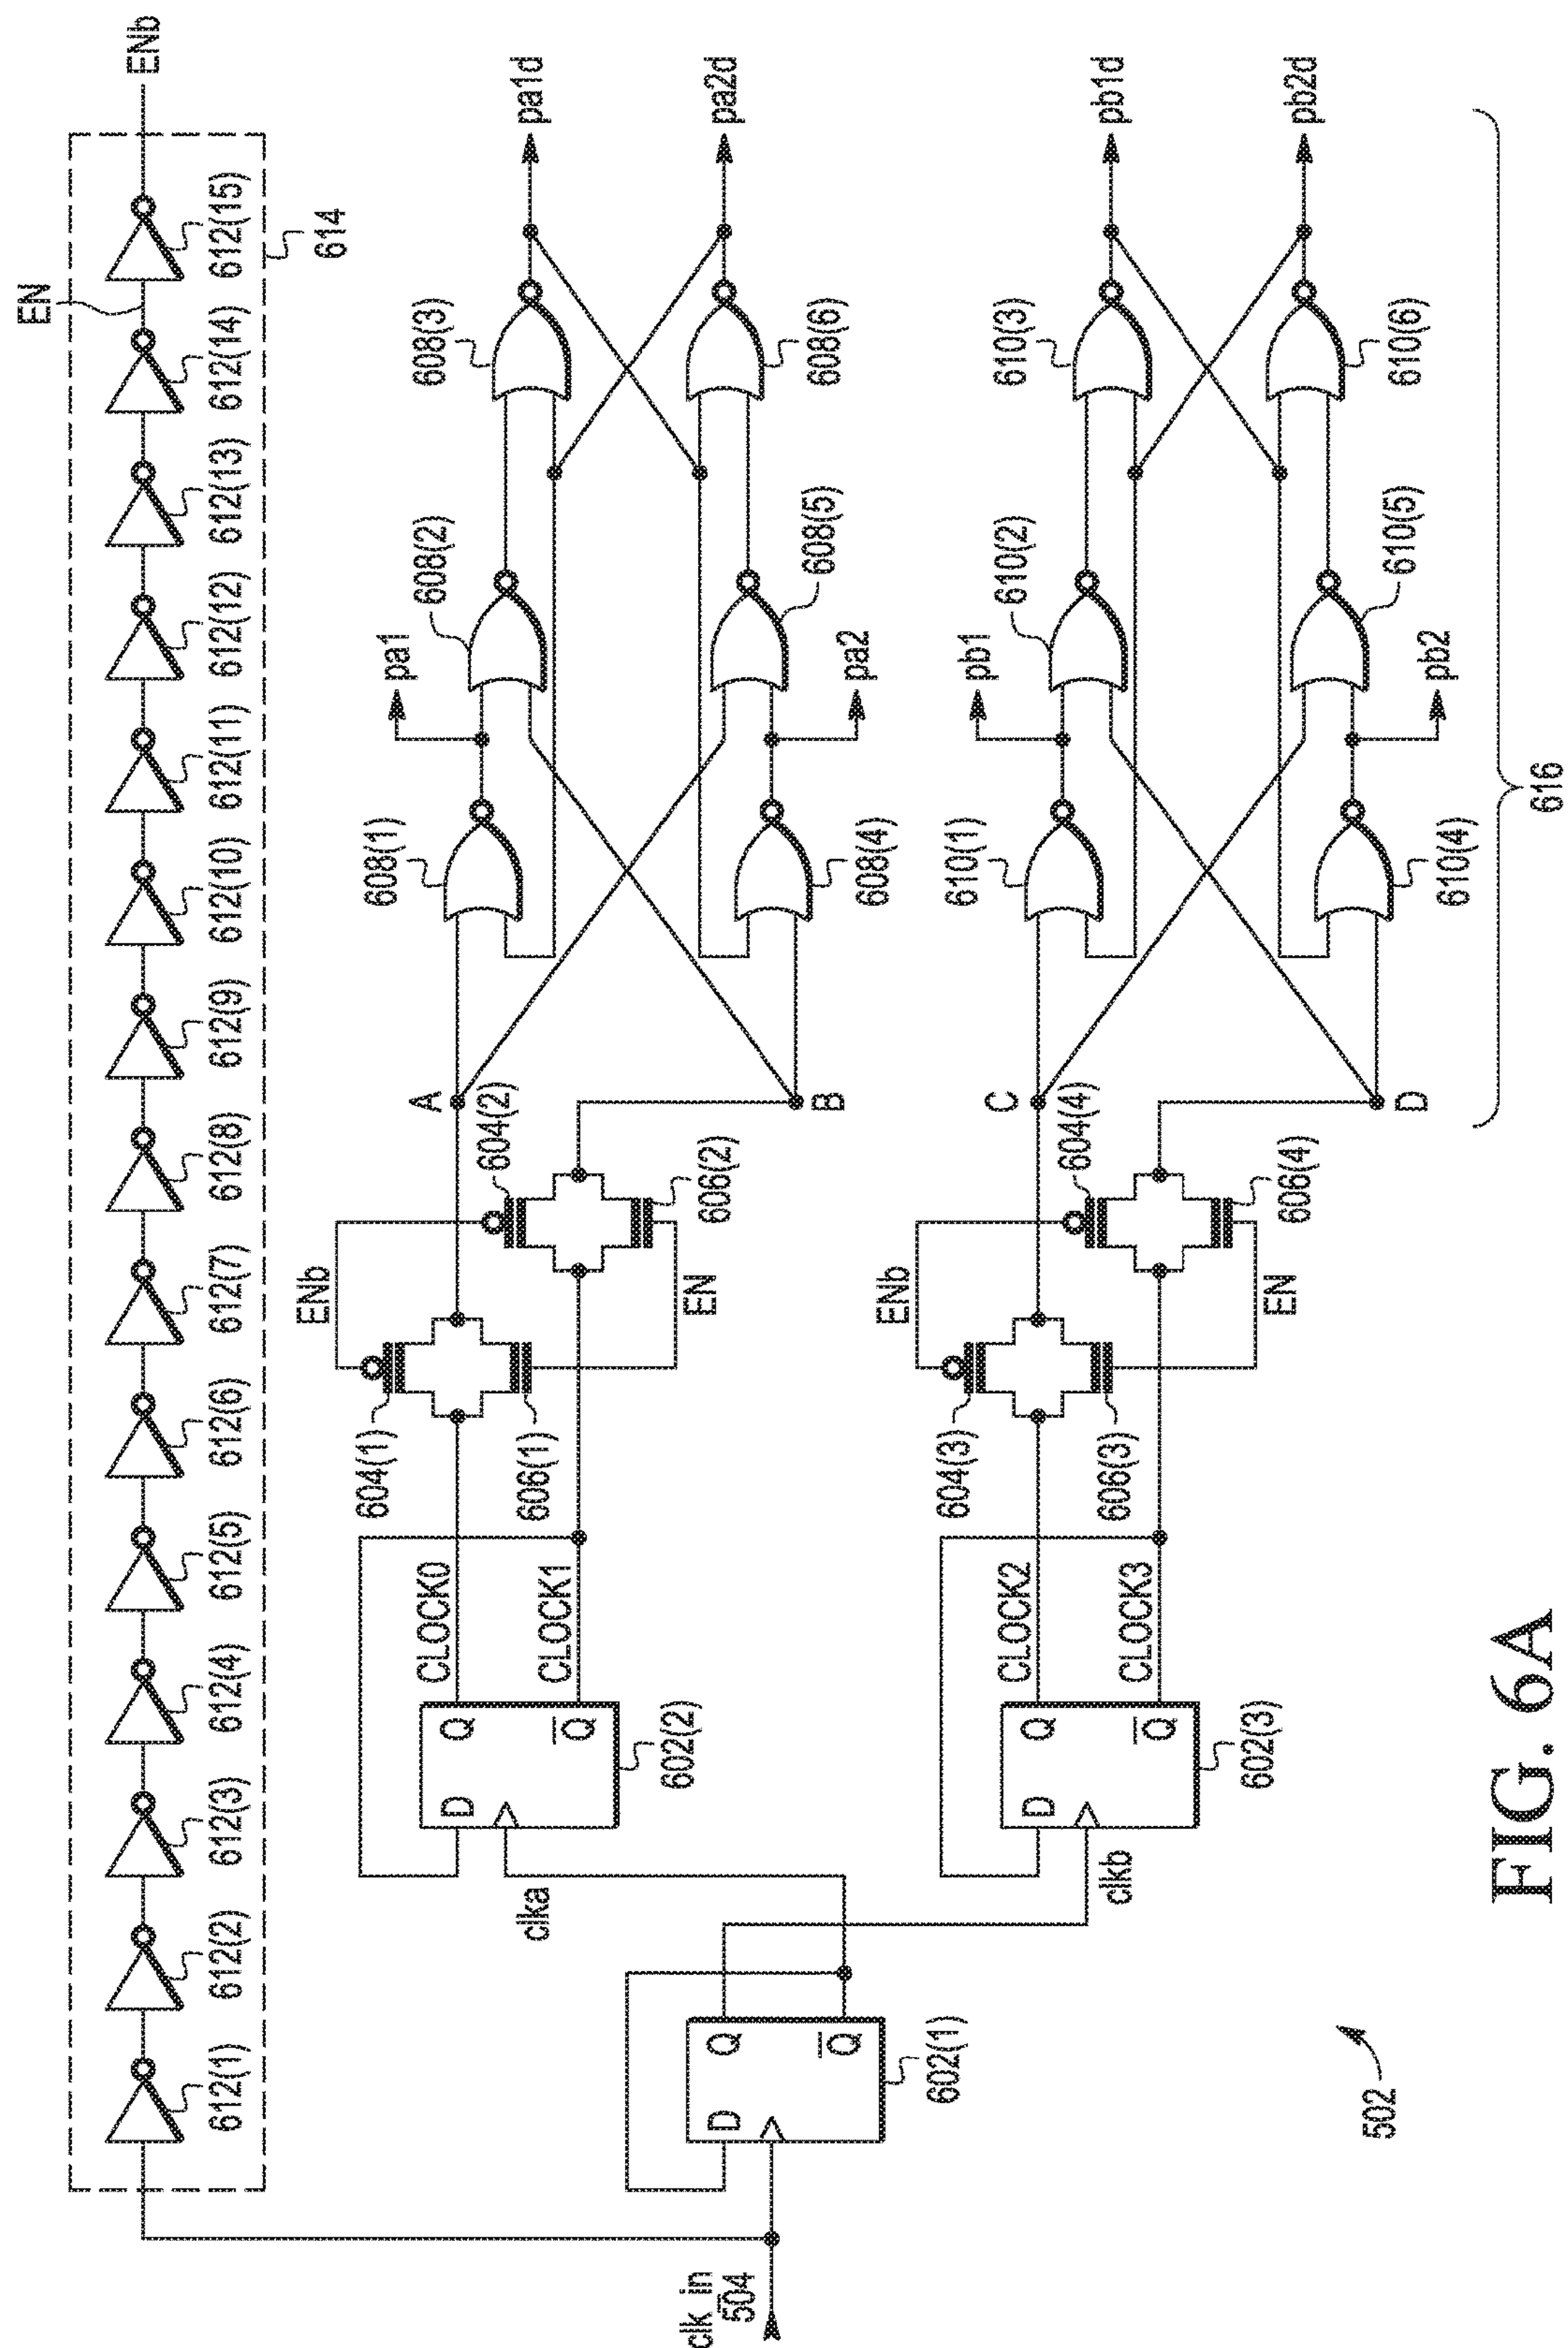 EN
ENb
612(1)
612(2)
612(3)
612(4)
612(5)
612(6)
612(7)
612(8)
612(9)
612(10)
612(11)
612(12)
612(13)
612(14)
612(15)
614
clk_in
504
D
Q
Q
602(1)
clka
clkb
D
Q
Q
602(2)
CLOCK0
CLOCK1
604(1)
606(1)
ENb
EN
604(2)
606(2)
A
B
608(1)
608(4)
pa1
pa2
608(2)
608(5)
608(3)
608(6)
pa1d
pa2d
D
Q
Q
602(3)
CLOCK2
CLOCK3
604(3)
606(3)
ENb
EN
604(4)
606(4)
C
D
610(1)
610(4)
pb1
pb2
610(2)
610(5)
610(3)
610(6)
pb1d
pb2d
616
502
FIG. 6A